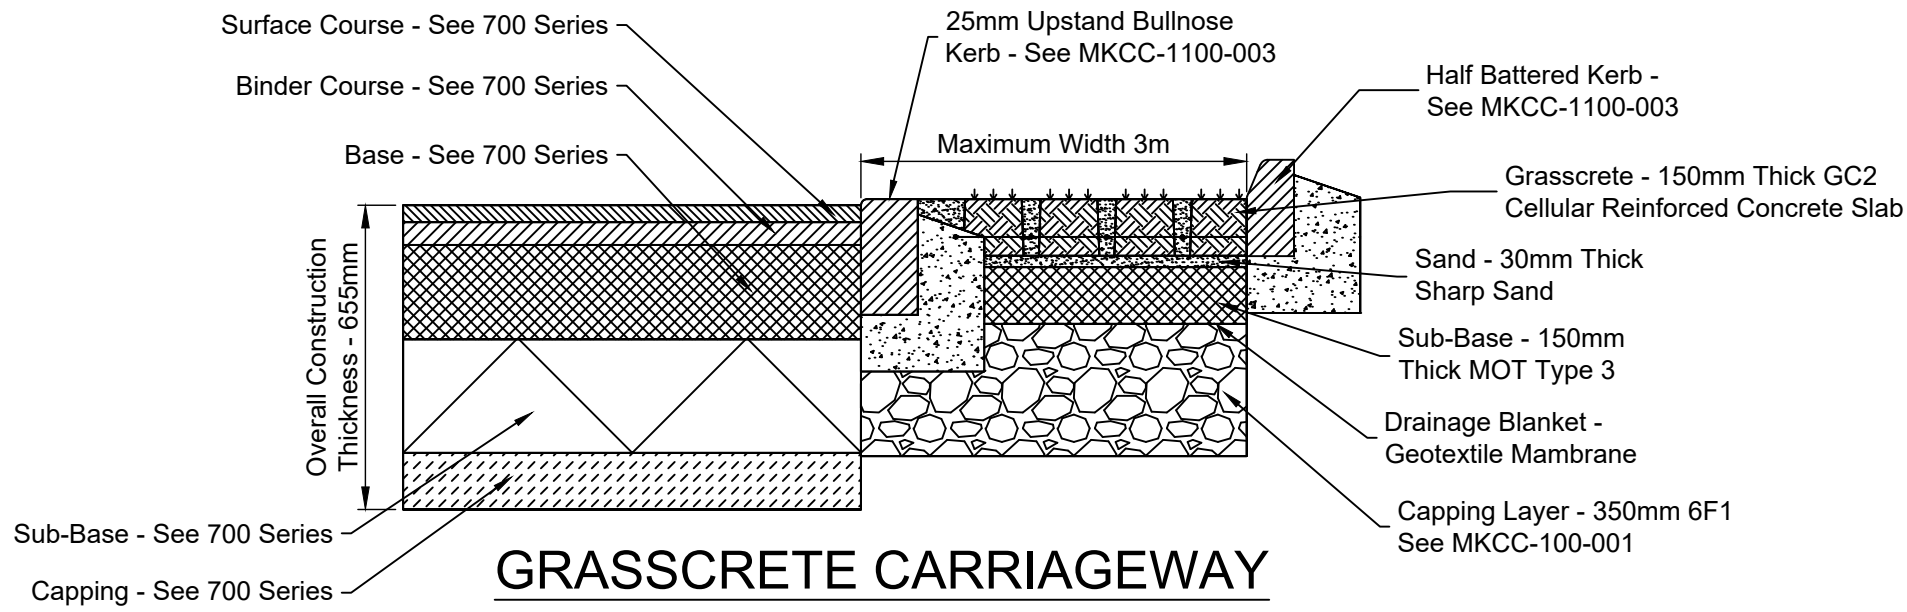 Surface Course - See 700 Series
Binder Course - See 700 Series
Base - See 700 Series
Overall Construction
Thickness - 655mm
Sub-Base - See 700 Series
Capping - See 700 Series
25mm Upstand Bullnose
Kerb - See MKCC-1100-003
Maximum Width 3m
Half Battered Kerb -
See MKCC-1100-003
Grasscrete - 150mm Thick GC2
Cellular Reinforced Concrete Slab
Sand - 30mm Thick
Sharp Sand
Sub-Base - 150mm
Thick MOT Type 3
Drainage Blanket -
Geotextile Mambrane
Capping Layer - 350mm 6F1
See MKCC-100-001
GRASSCRETE CARRIAGEWAY